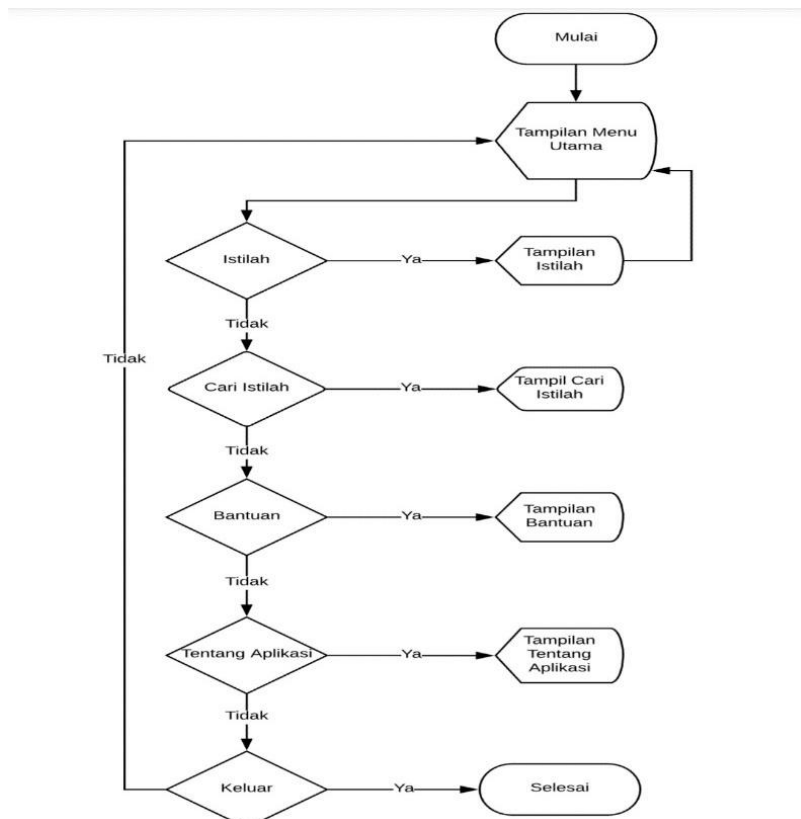 Mulai
Tampilan Menu
Utama
Istilah
Ya
Tampilan
Istilah
Tidak
Tidak
Cari Istilah
Ya
Tampil Cari
Istilah
Tidak
Bantuan
Ya
Tampilan
Bantuan
Tidak
Tentang Aplikasi
Ya
Tampilan
Tentang
Aplikasi
Tidak
Keluar
Ya
Selesai